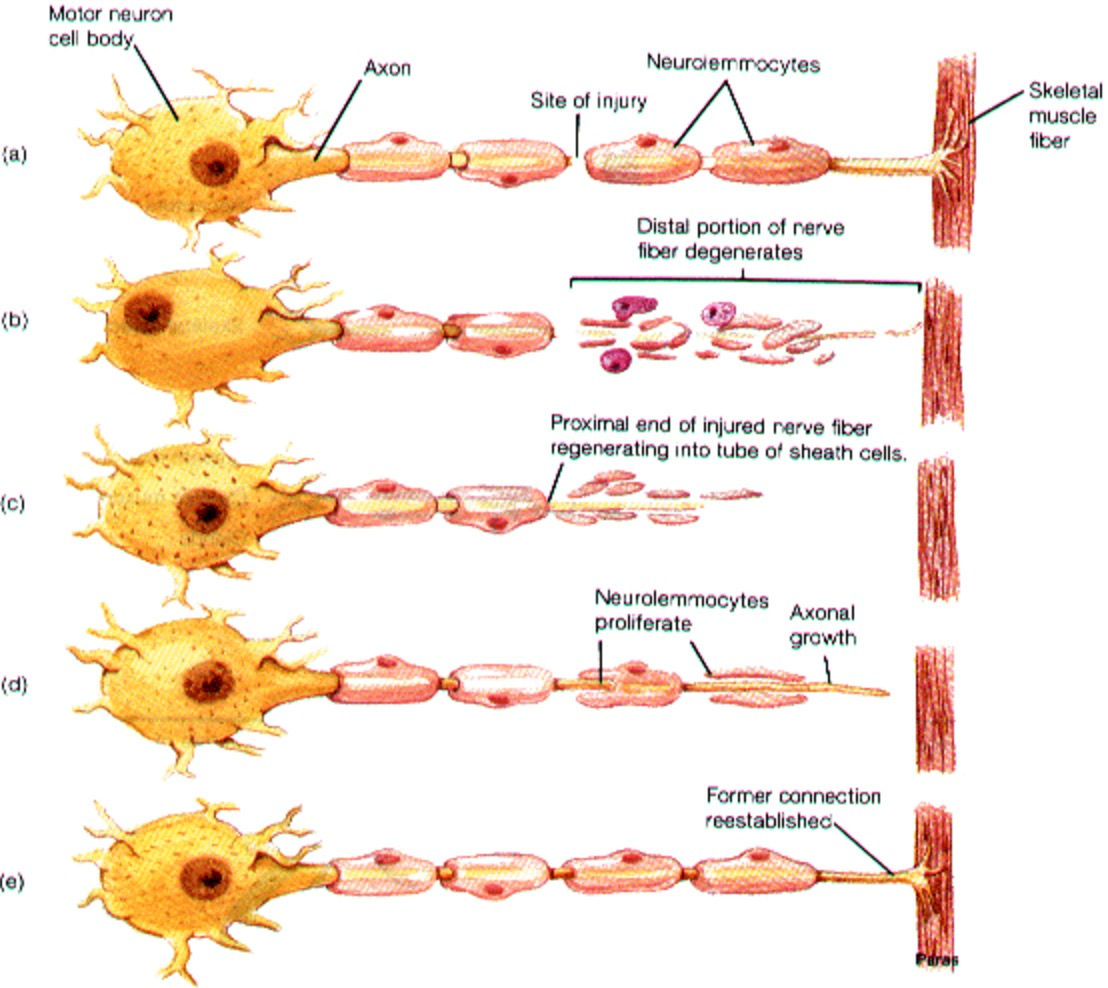 Motor neuron
cell body
Axon
Neurolemmocytes
Site of injury
Skeletal
muscle
fiber
(a)
Distal portion of nerve
fiber degenerates
(b)
Proximal end of injured nerve fiber
regenerating into tube of sheath cells.
(c)
Neurolemmocytes
proliferate
Axonal
growth
(d)
Former connection
reestablished
(e)
Paras